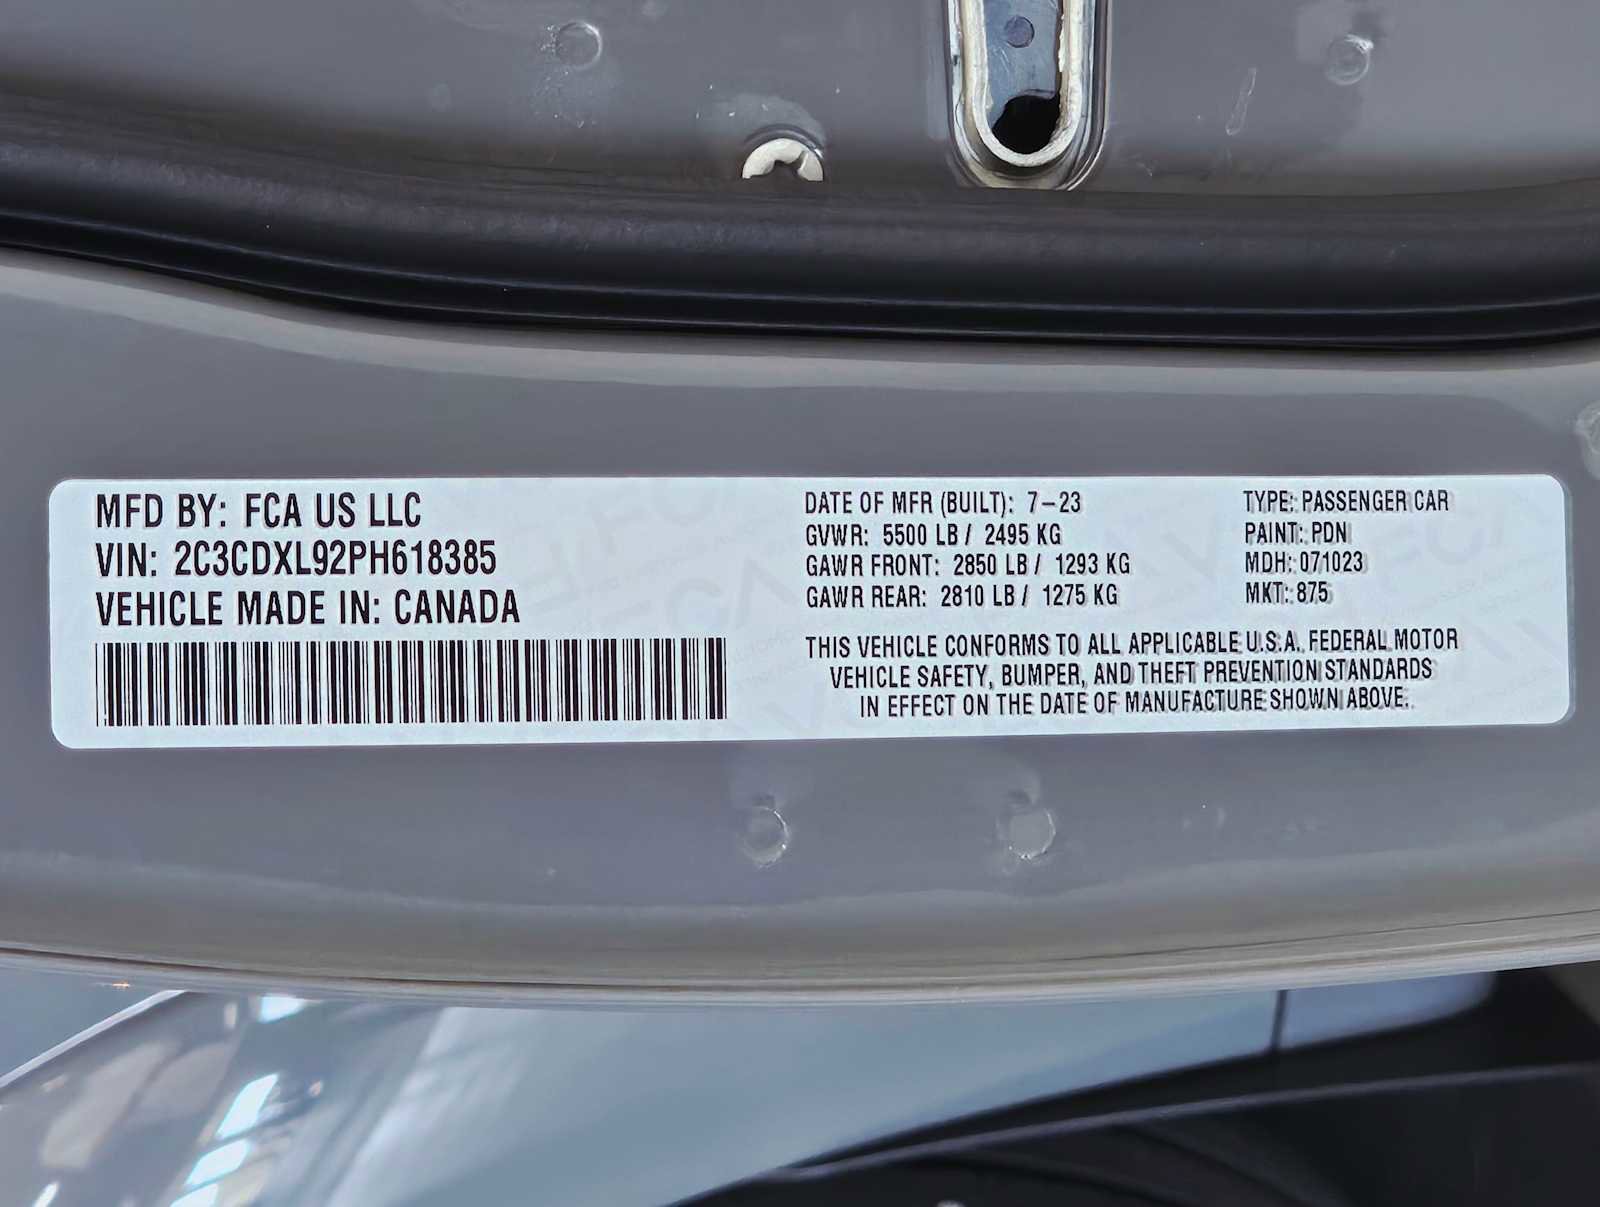 MFD BY: FCA US LLC
VIN: 2C3CDXL92PH618385
VEHICLE MADE IN: CANADA
DATE OF MFR (BUILT): 7-23
GVWR: 5500 LB / 2495 KG
GAWR FRONT: 2850 LB / 1293 KG
GAWR REAR: 2810 LB / 1275 KG
TYPE: PASSENGER CAR
PAINT: PDN
MDH: 071023
MKT: 875
THIS VEHICLE CONFORMS TO ALL APPLICABLE U.S.A. FEDERAL MOTOR
VEHICLE SAFETY, BUMPER, AND THEFT PREVENTION STANDARDS
IN EFFECT ON THE DATE OF MANUFACTURE SHOWN ABOVE.